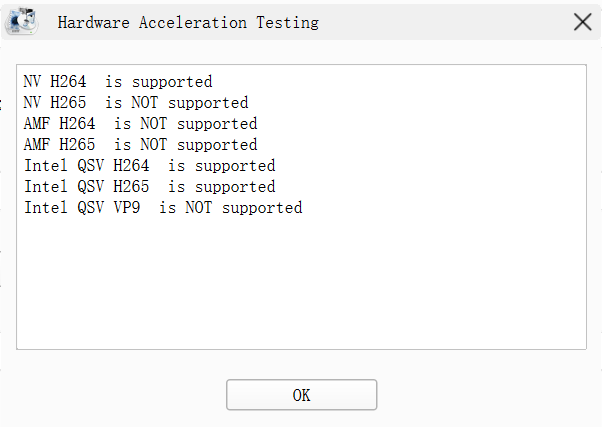 Hardware Acceleration Testing
NV H264  is supported
NV H265  is NOT supported
AMF H264  is NOT supported
AMF H265  is NOT supported
Intel QSV H264  is supported
Intel QSV H265  is supported
Intel QSV VP9  is NOT supported
OK